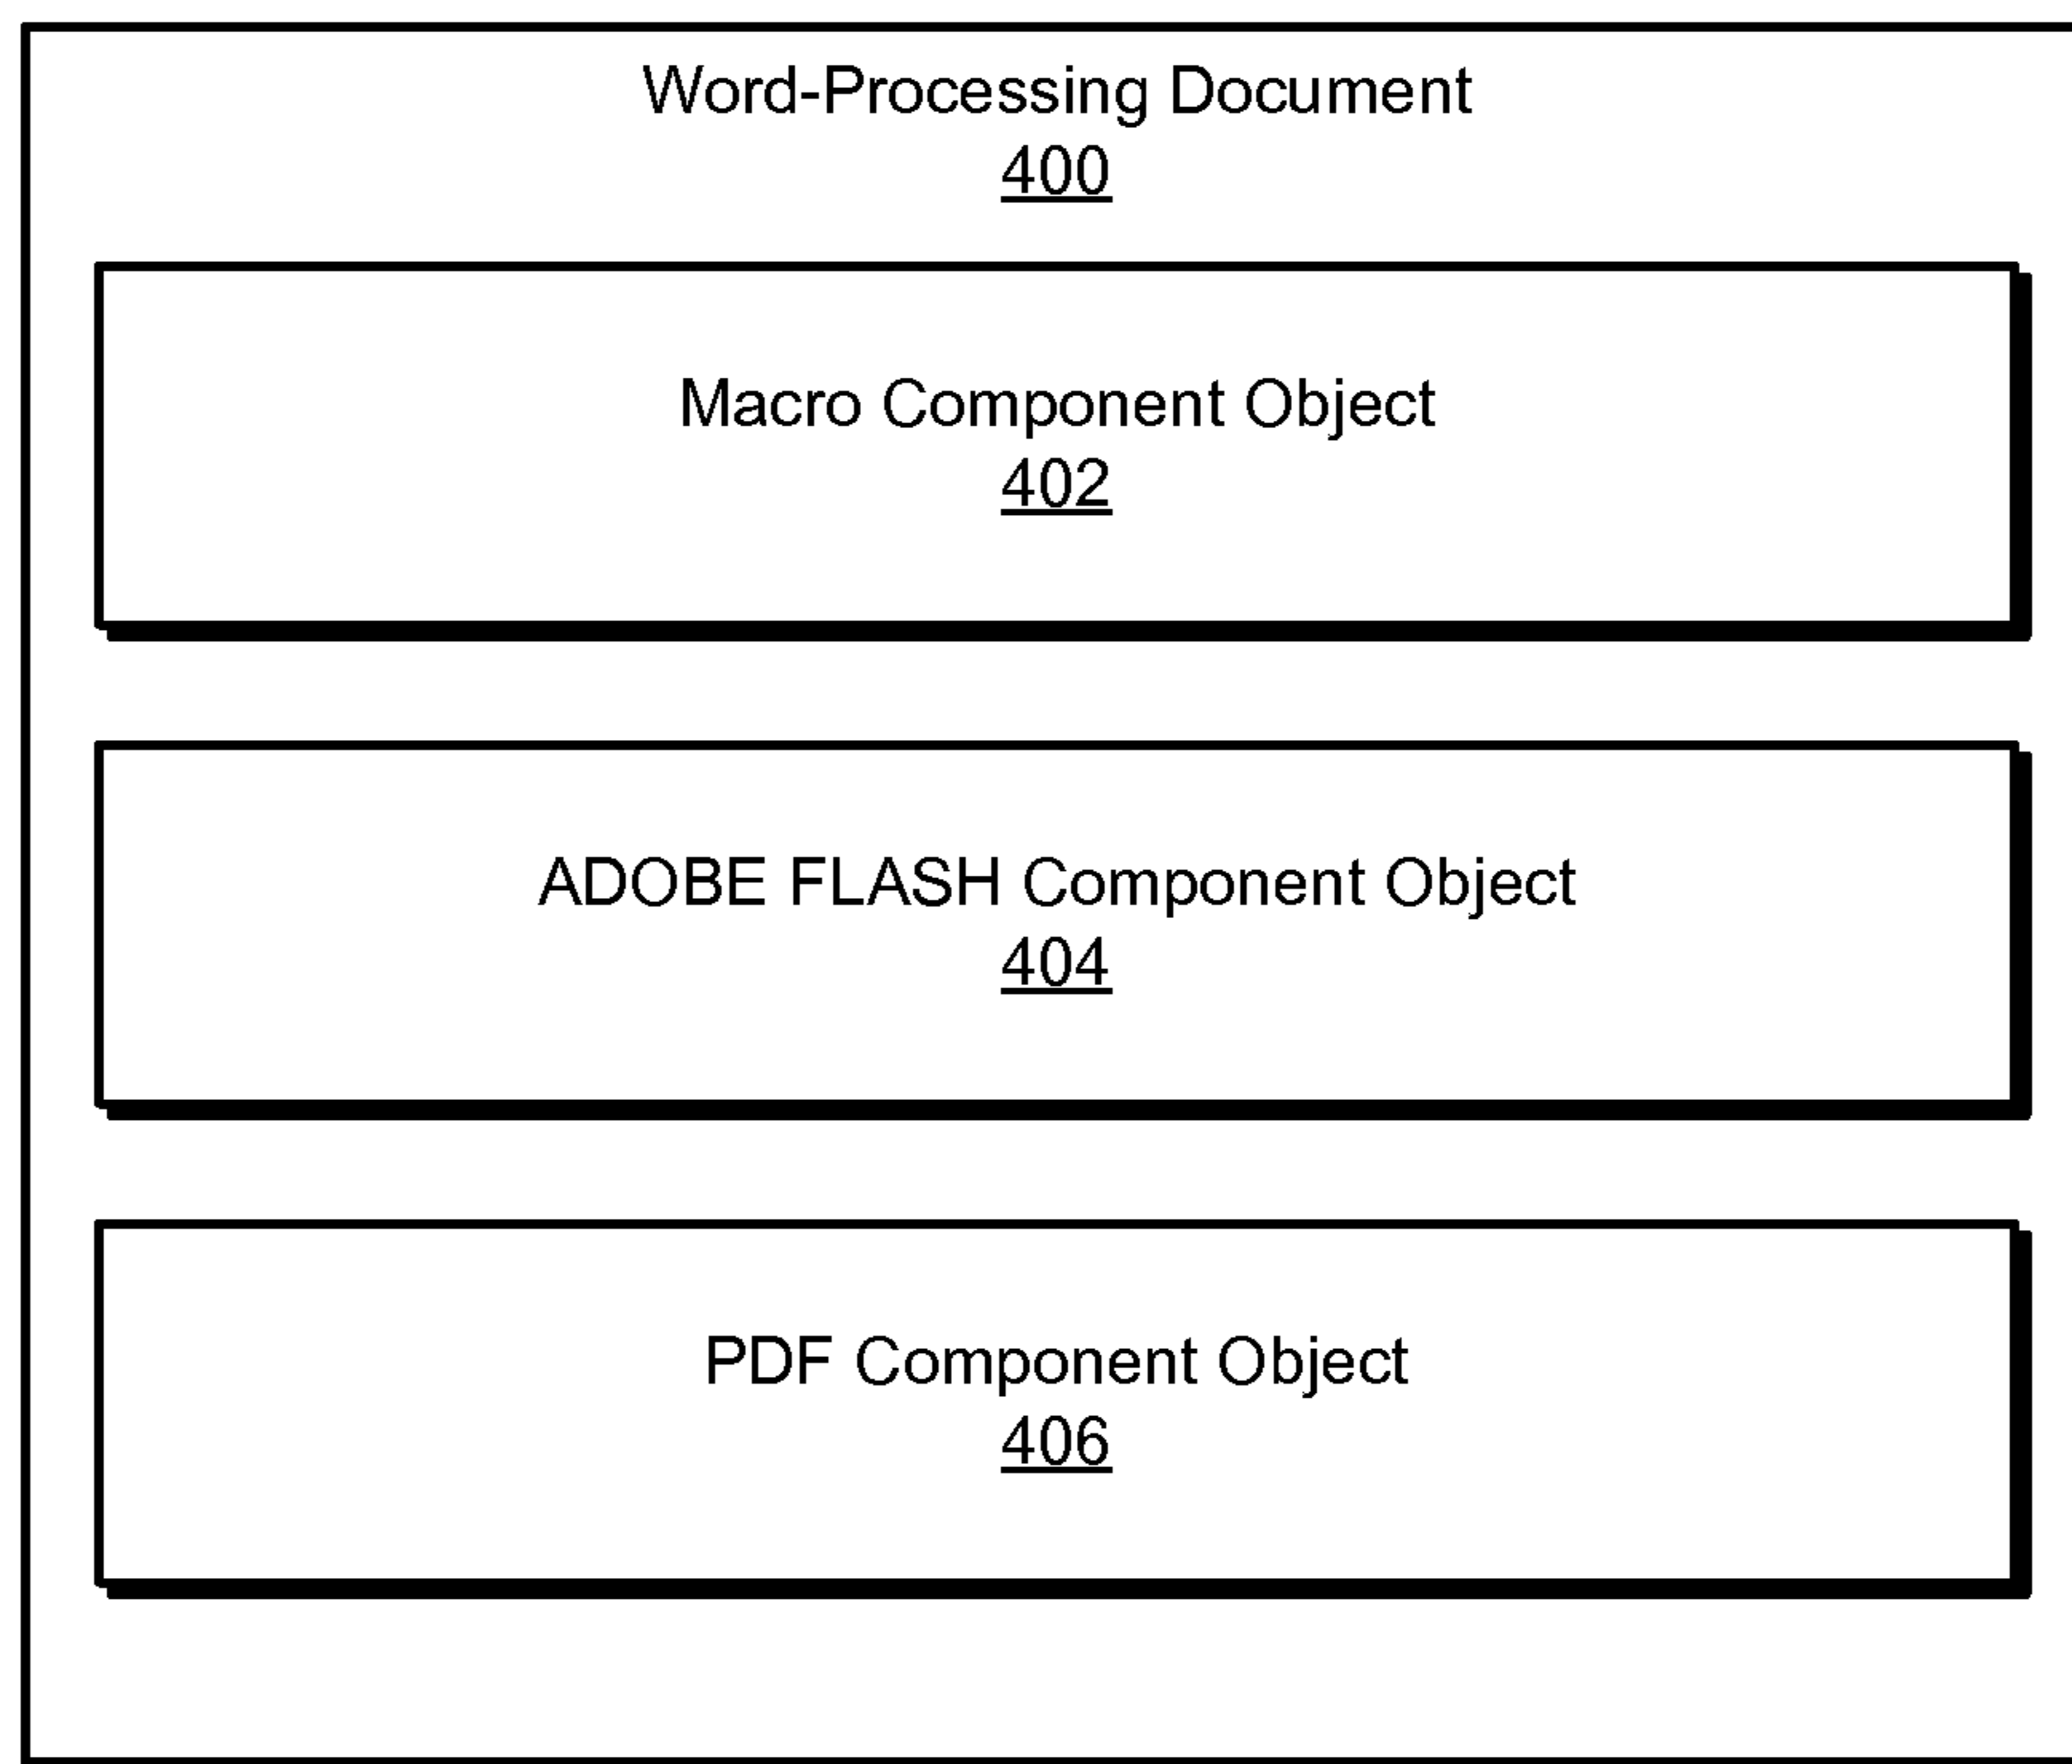 Word-Processing Document
400
Macro Component Object
402
ADOBE FLASH Component Object
404
PDF Component Object
406